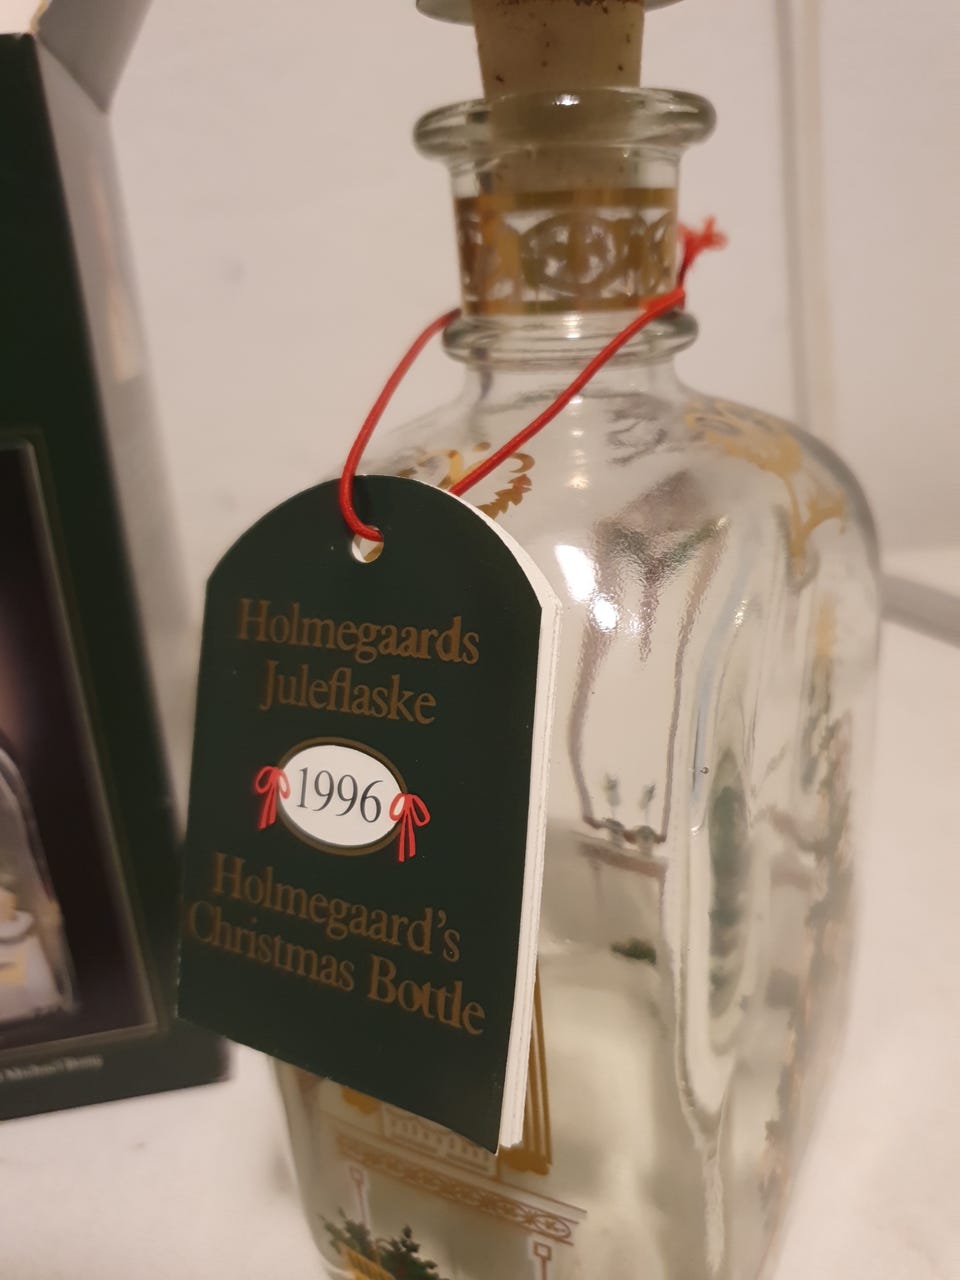 Holmegaards
Juleflaske
1996
Holmegaard's
Christmas Bottle